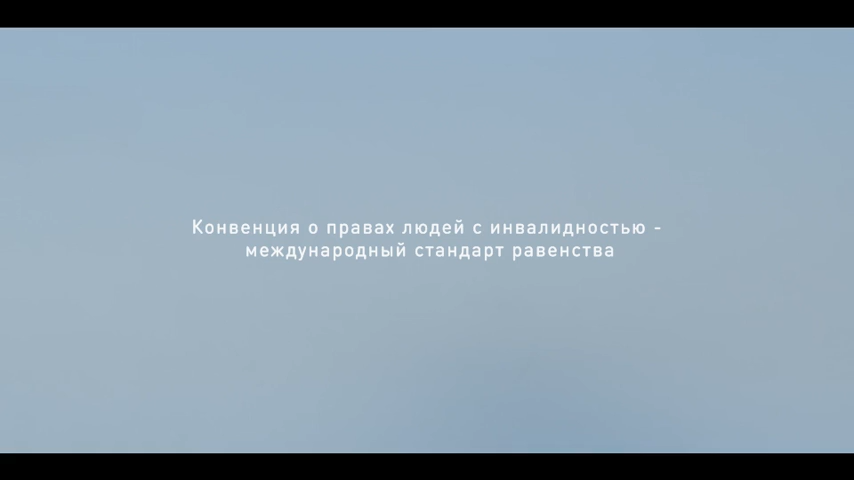 Конвенция о правах людей с инвалидностью -
международный стандарт равенства